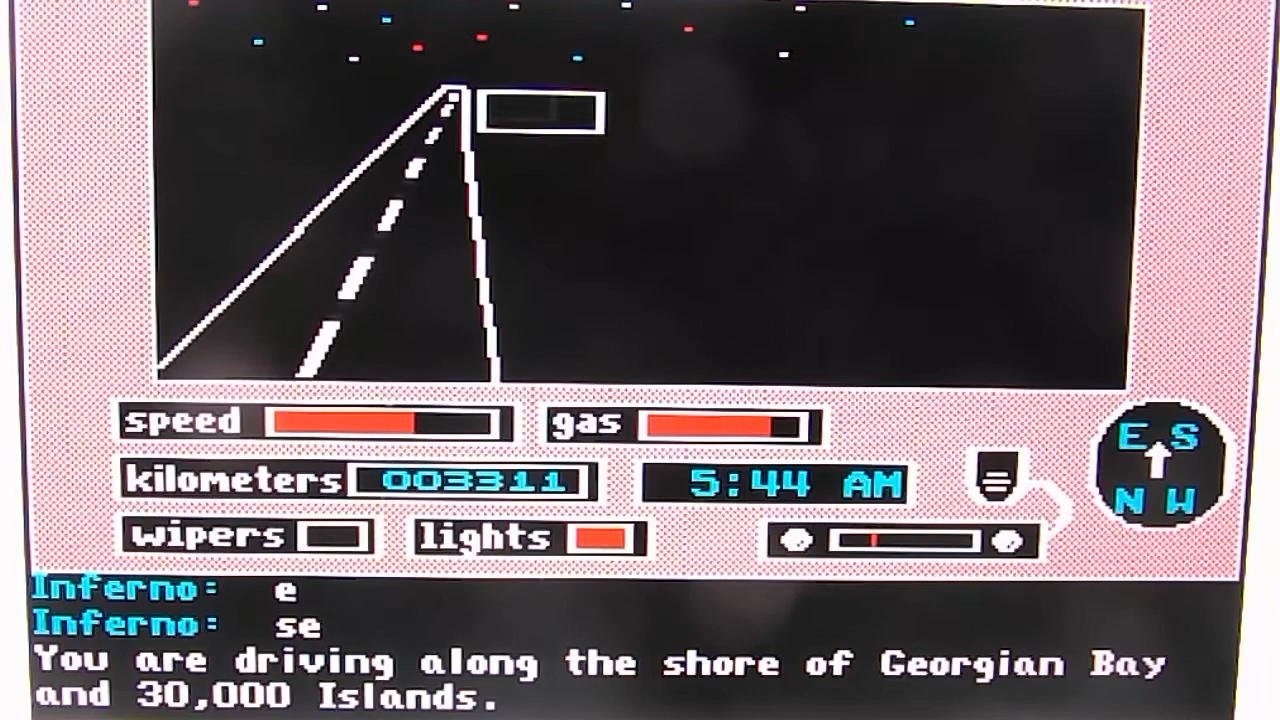 speed gas
kilometers 003311 5:44 AM
E S
N W
wipers lights
Inferno: e
Inferno: se
You are driving along the shore of Georgian Bay
and 30,000 Islands.